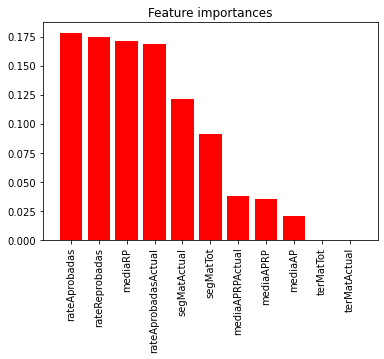 Feature importances
0.175
0.150
0.125
0.100
0.075
0.050
0.025
0.000
rateAprobadas
rateReprobadas
mediaRP
rateAprobadasActual
segMatActual
segMatTot
mediaAPRPActual
mediaAPRP
mediaAP
terMatTot
terMatActual